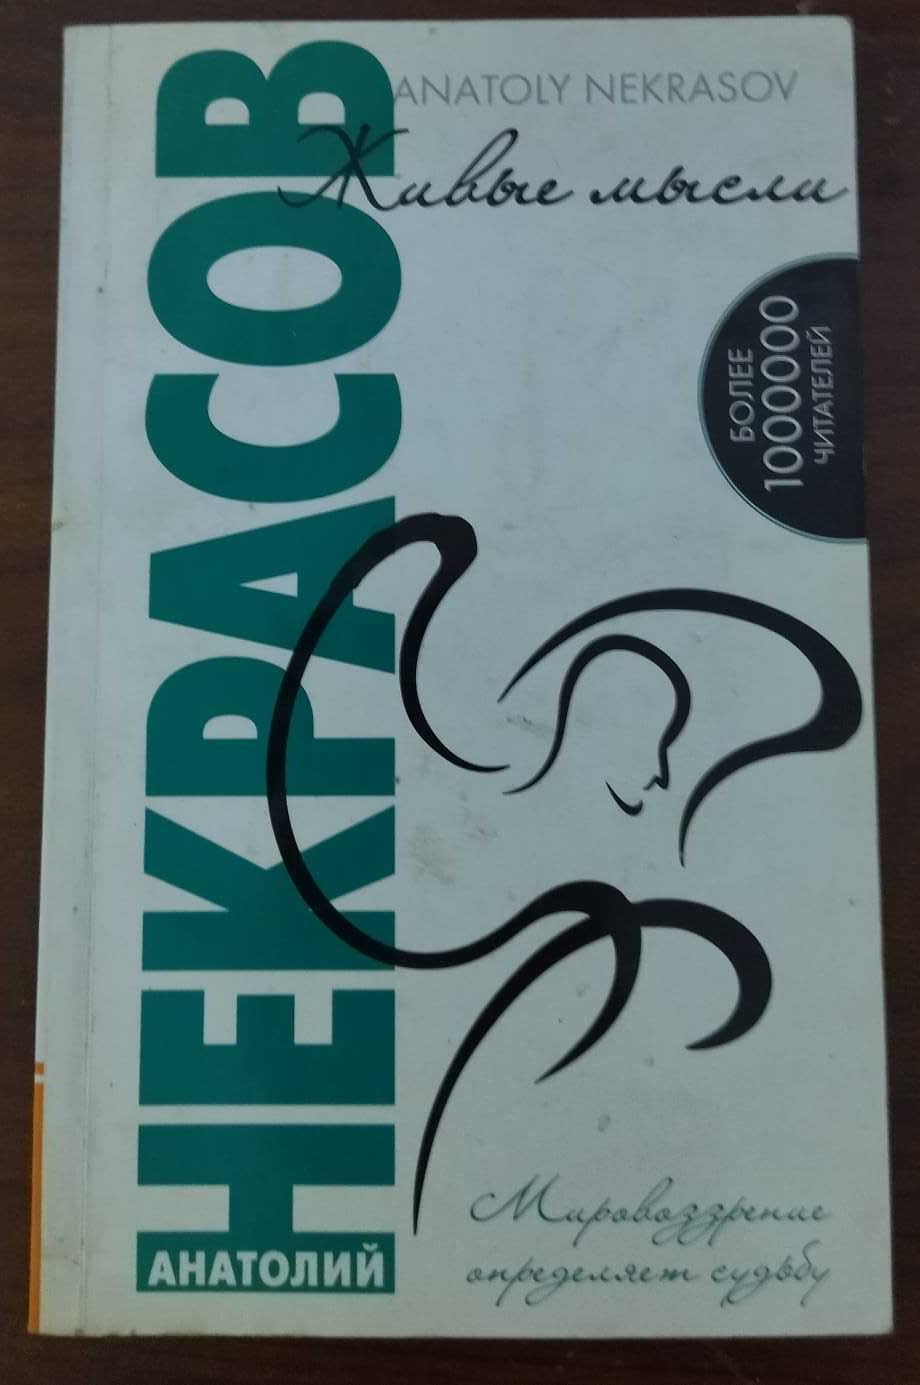 ANATOLY NEKRASOV
Живые мысли
НЕКРАСОВ
АНАТОЛИЙ
БОЛЕЕ
1000000
ЧИТАТЕЛЕЙ
Мировоззрение
определяет судьбу